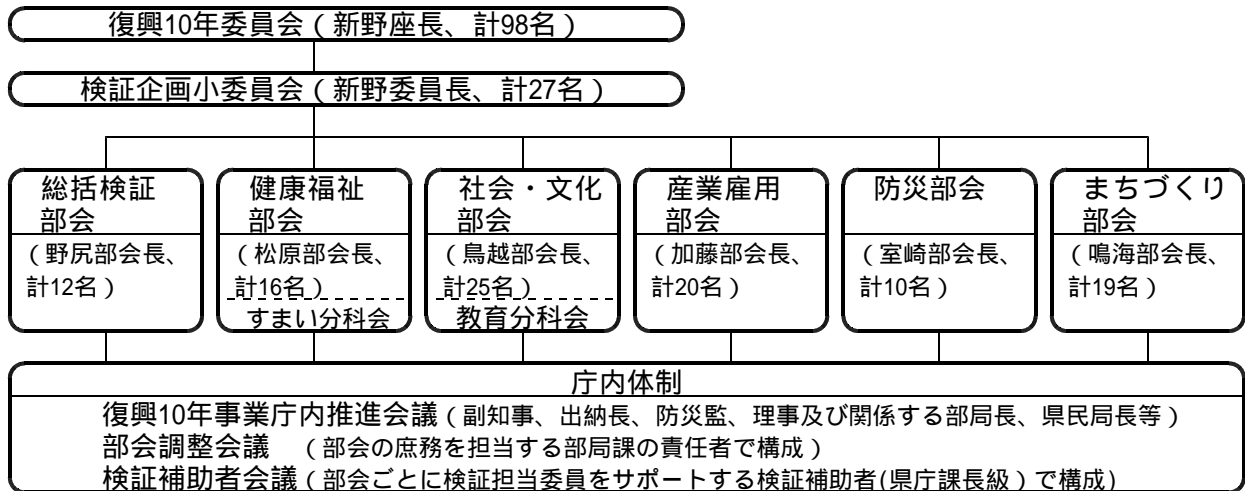 復興10年委員会（新野座長、計98名）
検証企画小委員会（新野委員長、計27名）
総括検証
部会
（野尻部会長、
計12名）
健康福祉
部会
（松原部会長、
計16名）
すまい分科会
社会・文化
部会
（鳥越部会長、
計25名）
教育分科会
産業雇用
部会
（加藤部会長、
計20名）
防災部会
（室崎部会長、
計10名）
まちづくり
部会
（鳴海部会長、
計19名）
庁内体制
復興10年事業庁内推進会議（副知事、出納長、防災監、理事及び関係する部局長、県民局長等）
部会調整会議　（部会の庶務を担当する部局課の責任者で構成）
検証補助者会議（部会ごとに検証担当委員をサポートする検証補助者(県庁課長級）で構成)